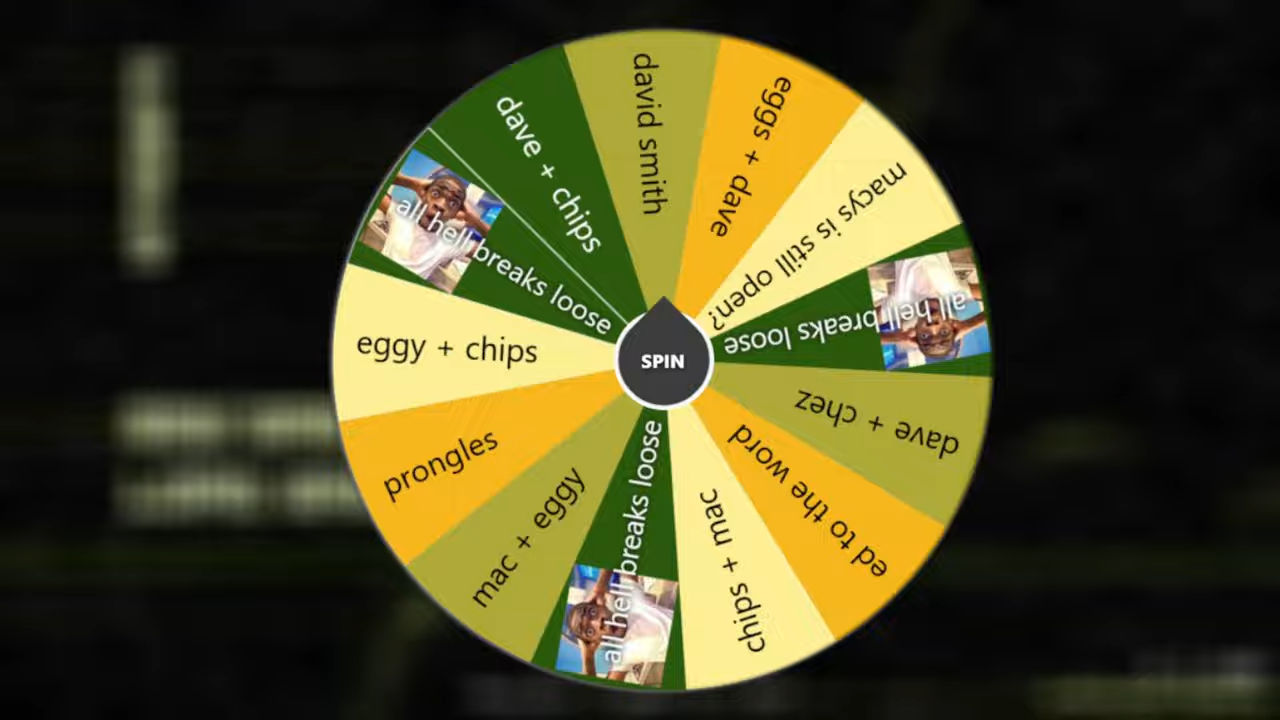 david smith
eggs + dave
macys is still open?
all hell breaks loose
dave + chez
ed to the word
chips + mac
all hell breaks loose
mac + eggy
prongles
eggy + chips
all hell breaks loose
dave + chips
SPIN